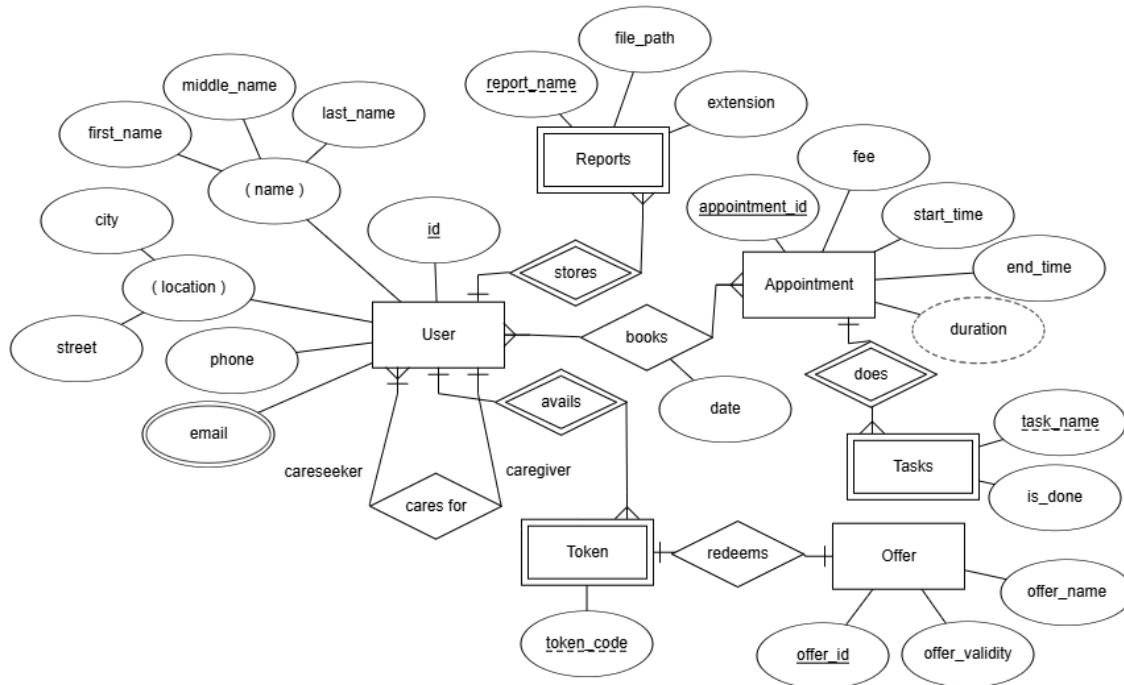 file_path
middle_name
report_name
extension
last_name
first_name
fee
Reports
( name )
appointment_id
city
start_time
id
end_time
stores
( location )
Appointment
User
books
duration
street
phone
does
avails
date
task_name
email
careseeker
caregiver
Tasks
is_done
cares for
Token
redeems
Offer
offer_name
token_code
offer_id
offer_validity